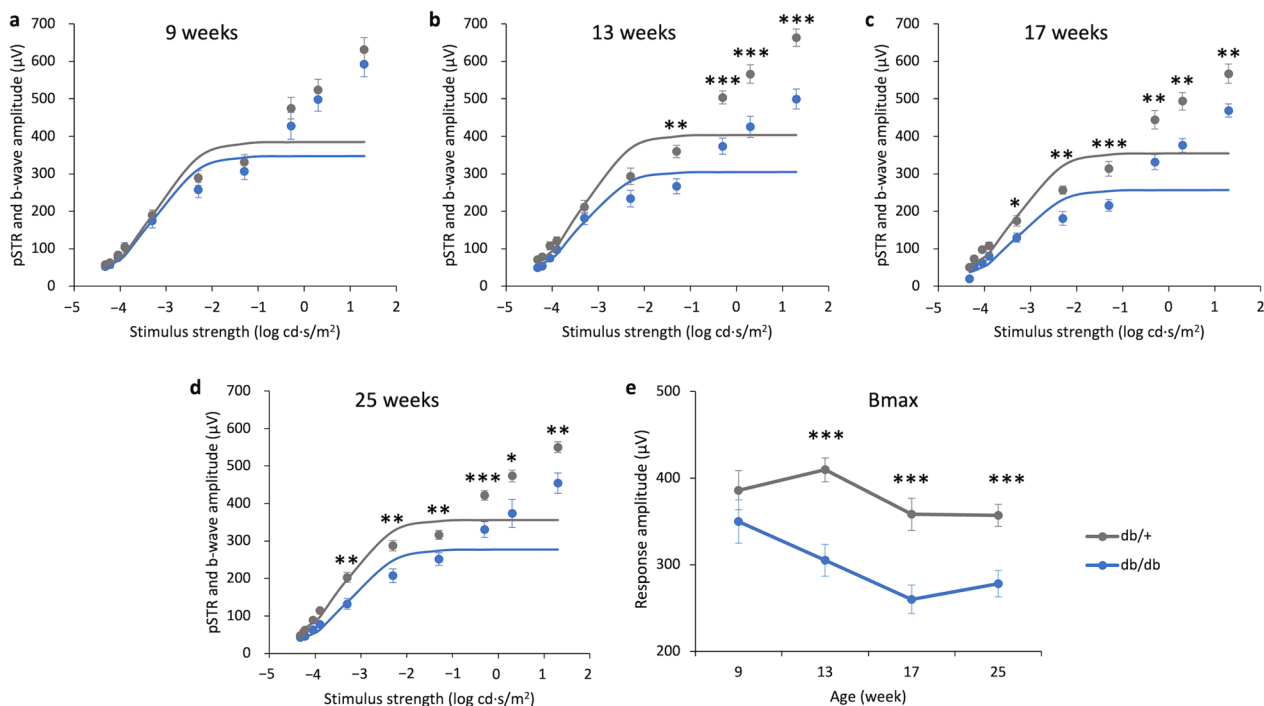 a
9 weeks
pSTR and b-wave amplitude (µV)
700
600
500
400
300
200
100
0
−5 −4 −3 −2 −1 0 1 2
Stimulus strength (log cd·s/m²)
b
13 weeks
pSTR and b-wave amplitude (µV)
700
600
500
400
300
200
100
0
** *** *** ***
−5 −4 −3 −2 −1 0 1 2
Stimulus strength (log cd·s/m²)
c
17 weeks
pSTR and b-wave amplitude (µV)
700
600
500
400
300
200
100
0
* ** *** ** ** **
−5 −4 −3 −2 −1 0 1 2
Stimulus strength (log cd·s/m²)
d
25 weeks
pSTR and b-wave amplitude (µV)
700
600
500
400
300
200
100
0
** ** ** *** * **
−5 −4 −3 −2 −1 0 1 2
Stimulus strength (log cd·s/m²)
e
Bmax
Response amplitude (µV)
500
400
300
200
*** *** ***
9 13 17 25
Age (week)
db/+
db/db